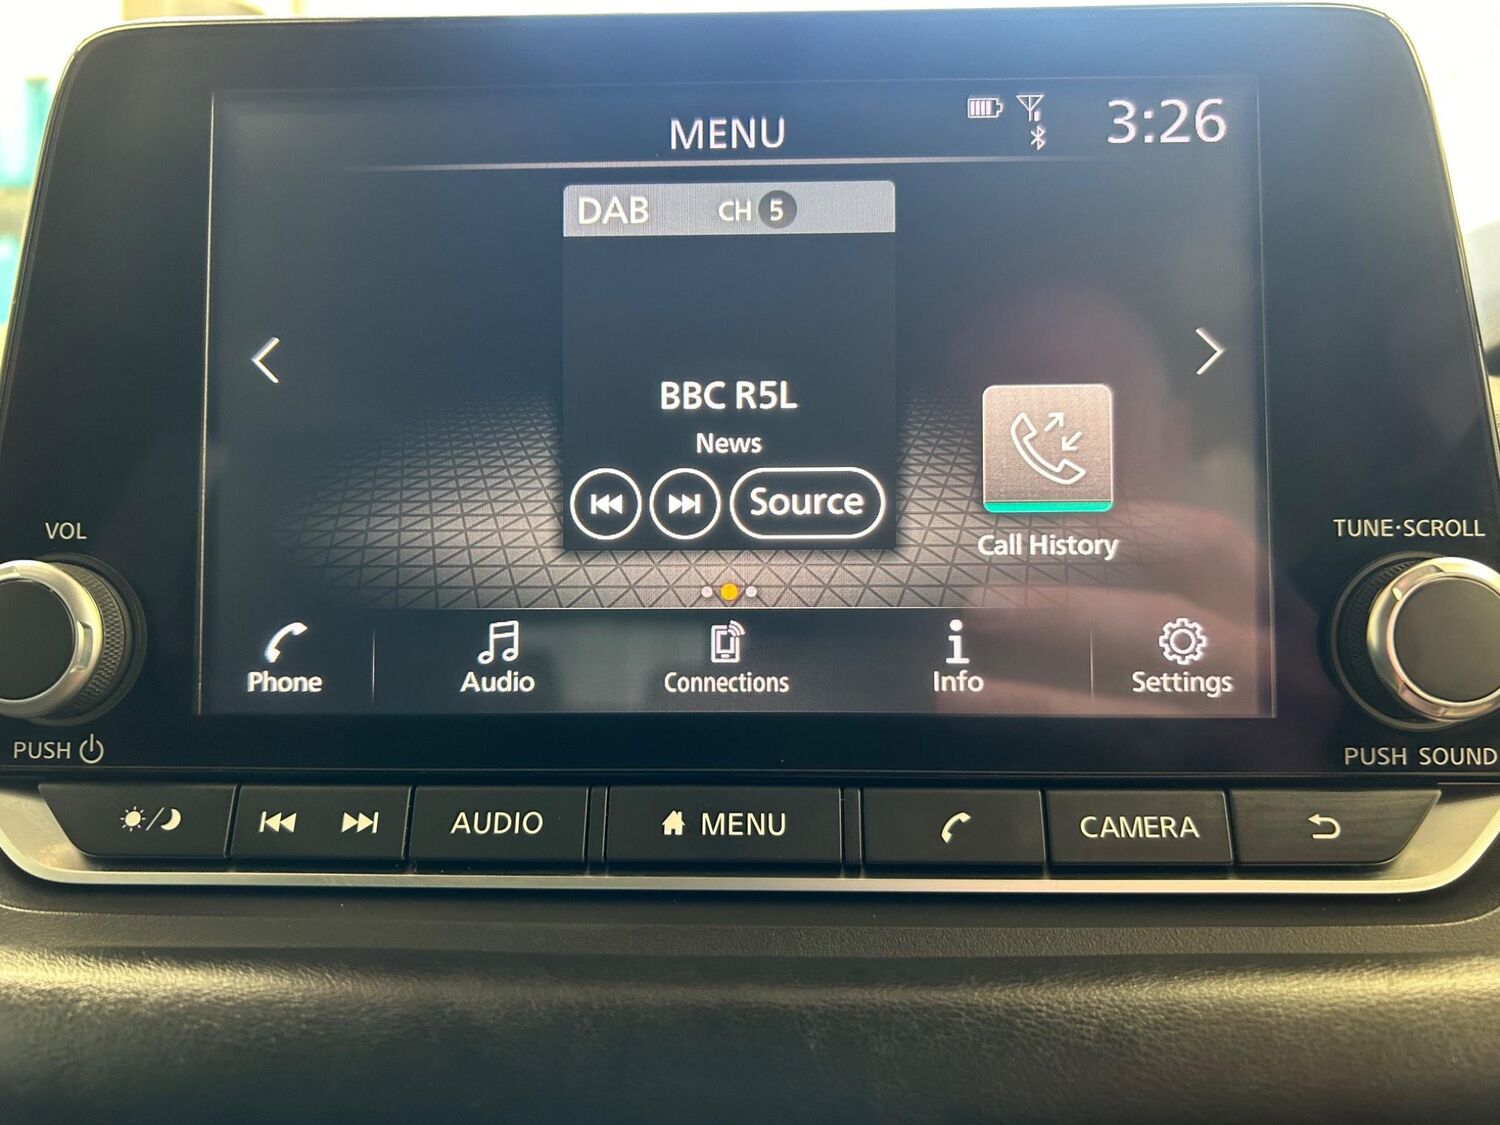 MENU
3:26
DAB CH 5
BBC R5L
News
Source
Call History
VOL
TUNE·SCROLL
Phone
Audio
Connections
Info
Settings
PUSH
PUSH SOUND
AUDIO
MENU
CAMERA